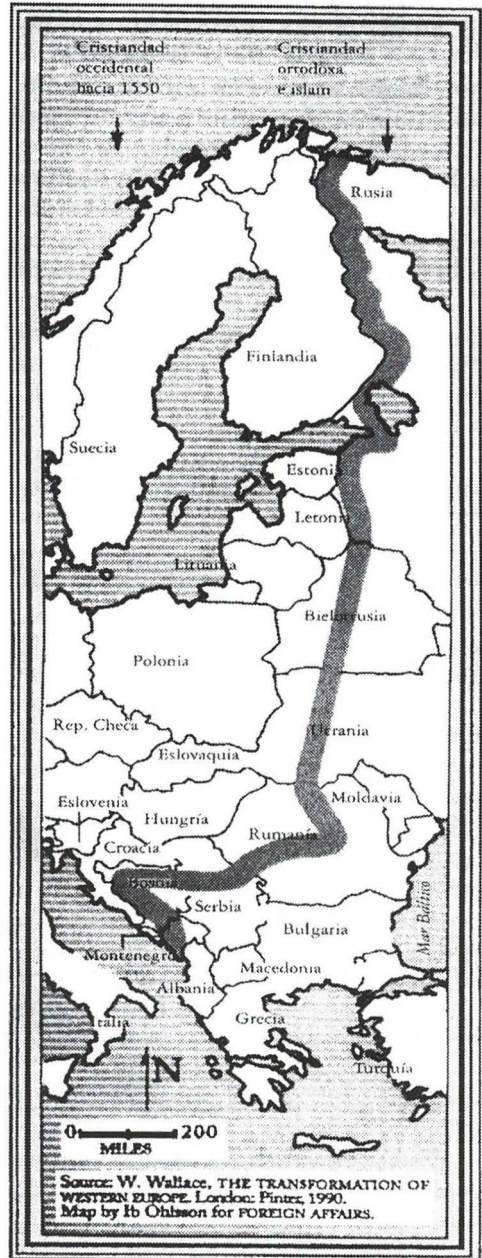 Cristiandad
occidental
hacia 1550
Cristiandad
ortodoxa
e islam
Rusia
Finlandia
Suecia
Estonia
Letonia
Lituania
Bielorrusia
Polonia
Ucrania
Rep. Checa
Eslovaquia
Moldavia
Eslovenia
Hungría
Rumanía
Croacia
Bosnia
Serbia
Mar Báltico
Bulgaria
Montenegro
Macedonia
Albania
Italia
Grecia
Turquía
N
0 200
MILES
Source: W. Wallace, THE TRANSFORMATION OF
WESTERN EUROPE. London: Pinter, 1990.
Map by Ib Ohlsson for FOREIGN AFFAIRS.